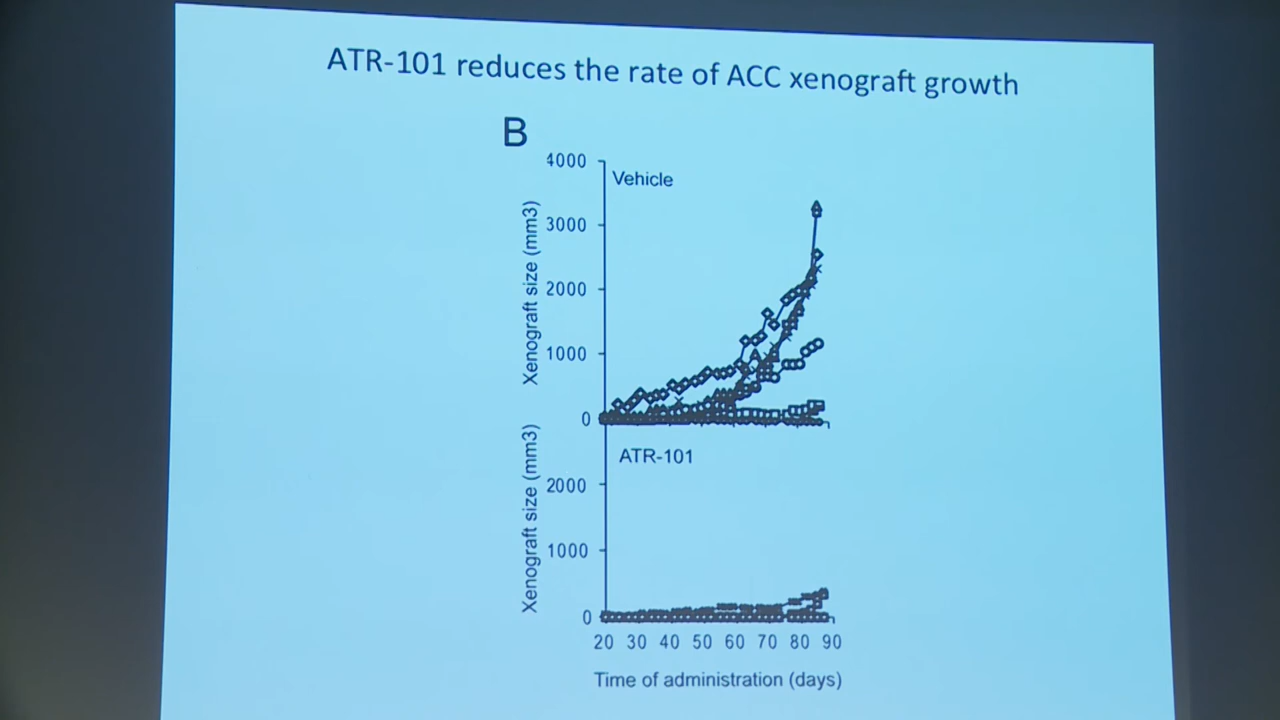 ATR-101 reduces the rate of ACC xenograft growth
B
4000
Vehicle
3000
2000
1000
0
Xenograft size (mm3)
ATR-101
2000
1000
0
Xenograft size (mm3)
20 30 40 50 60 70 80 90
Time of administration (days)